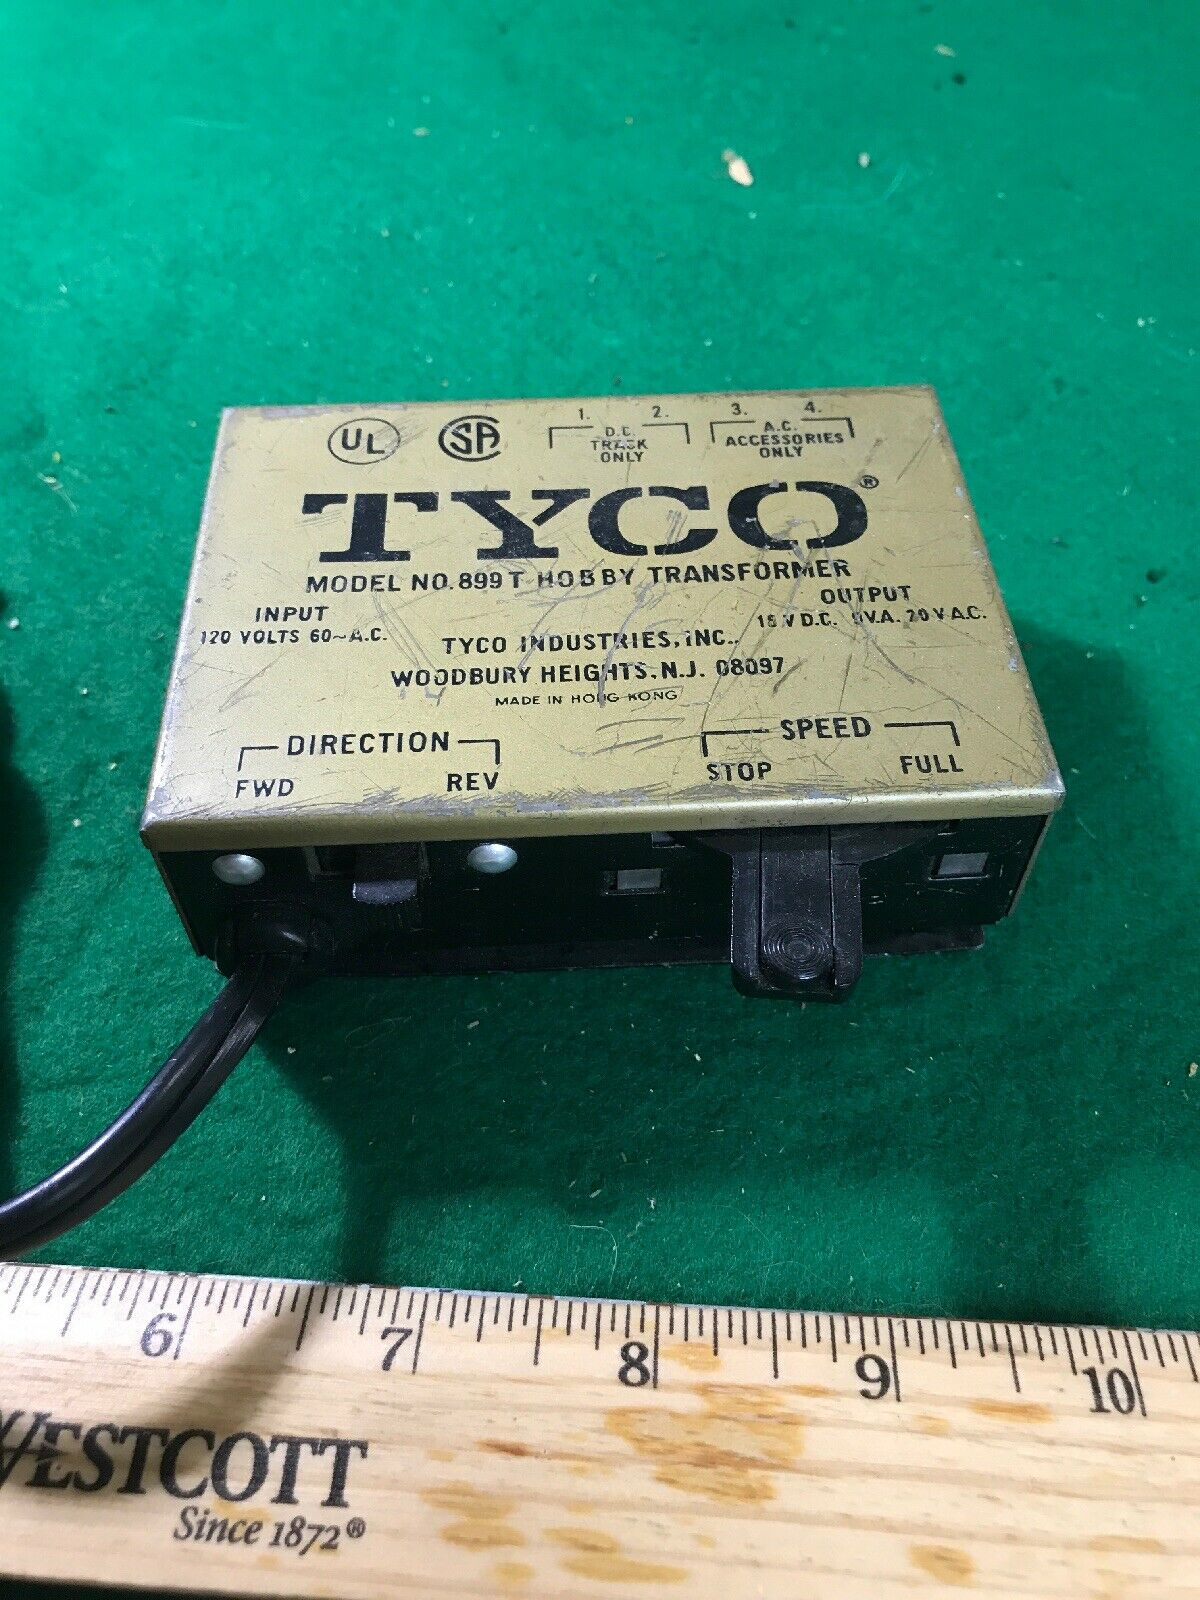 UL
SA
1. 2. 3. 4.
D.C. TRACK ONLY
A.C. ACCESSORIES ONLY
TYCO®
MODEL NO. 899T HOBBY TRANSFORMER
INPUT
120 VOLTS 60~A.C.
OUTPUT
V D.C. V.A. 20 V A.C.
TYCO INDUSTRIES, INC.
WOODBURY HEIGHTS, N.J. 08097
MADE IN HONG KONG
DIRECTION
FWD REV
SPEED
STOP FULL
6 7 8 9 10
WESTCOTT
Since 1872®